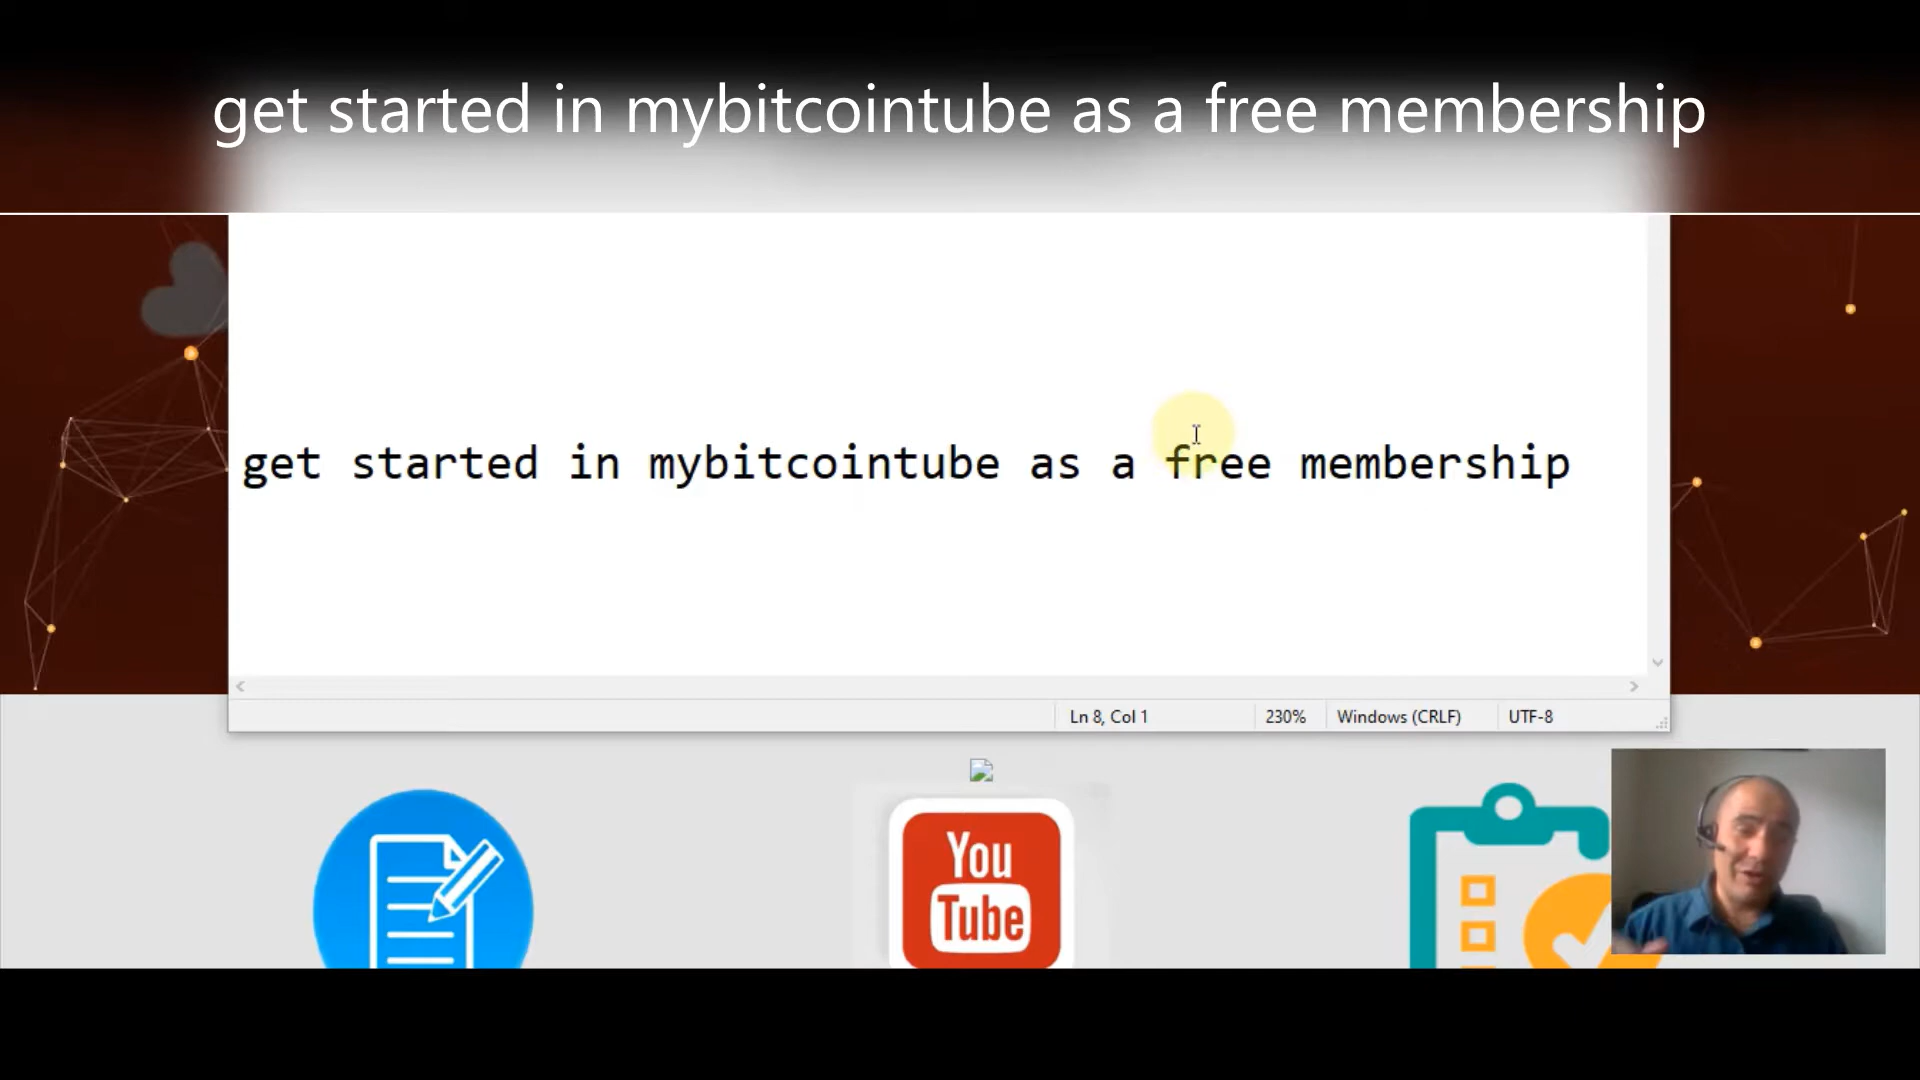 get started in mybitcointube as a free membership
get started in mybitcointube as a free membership
Ln 8, Col 1
230%
Windows (CRLF)
UTF-8
You
Tube